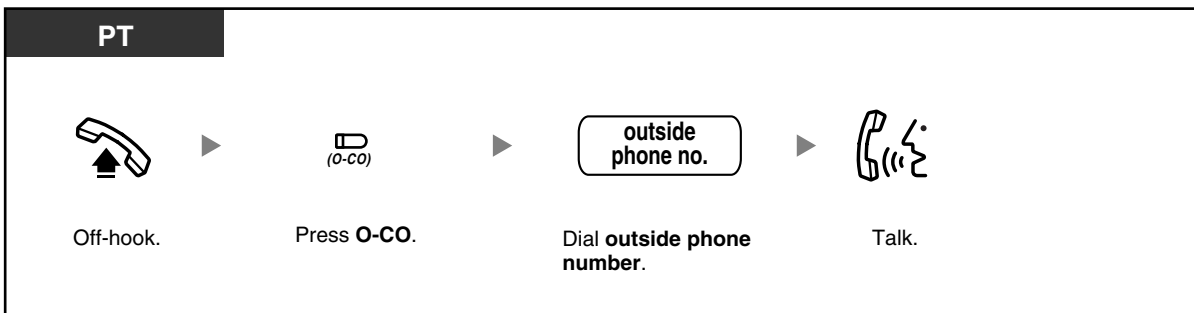 PT
(O-CO)
outside
phone no.
Off-hook.
Press O-CO.
Dial outside phone
number.
Talk.